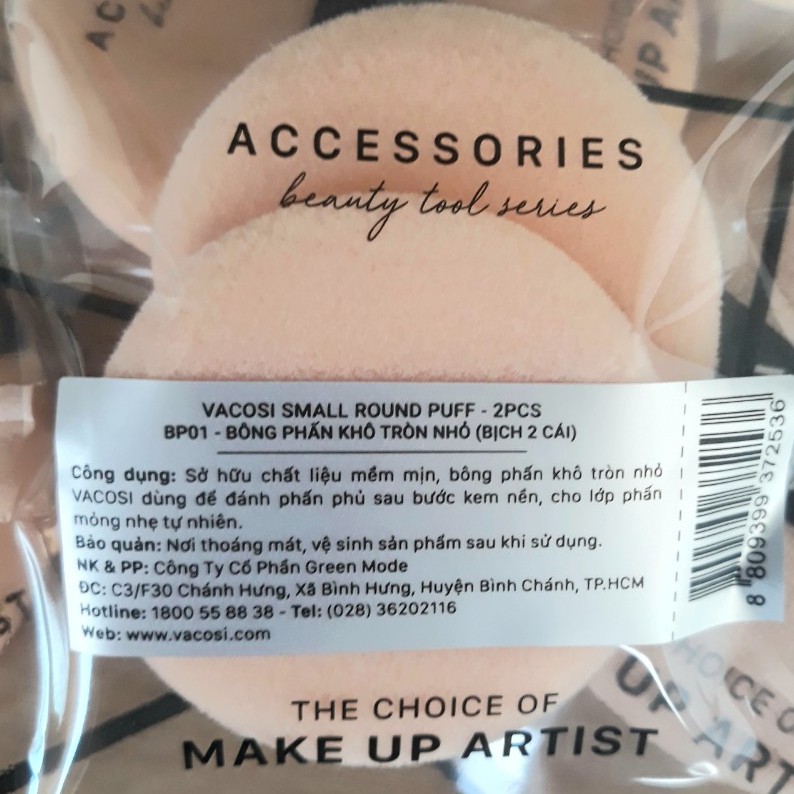 ACCESSORIES
beauty tool series
VACOSI SMALL ROUND PUFF - 2PCS
BP01 - BÔNG PHẤN KHÔ TRÒN NHỎ (BỊCH 2 CÁI)
Công dụng: Sở hữu chất liệu mềm mịn, bông phấn khô tròn nhỏ
VACOSI dùng để đánh phấn phủ sau bước kem nền, cho lớp phấn
mỏng nhẹ tự nhiên.
Bảo quản: Nơi thoáng mát, vệ sinh sản phẩm sau khi sử dụng.
NK & PP: Công Ty Cổ Phần Green Mode
ĐC: C3/F30 Chánh Hưng, Xã Bình Hưng, Huyện Bình Chánh, TP.HCM
Hotline: 1800 55 88 38 - Tel: (028) 36202116
Web: www.vacosi.com
8 809399 372536
THE CHOICE OF
MAKE UP ARTIST
UP ART